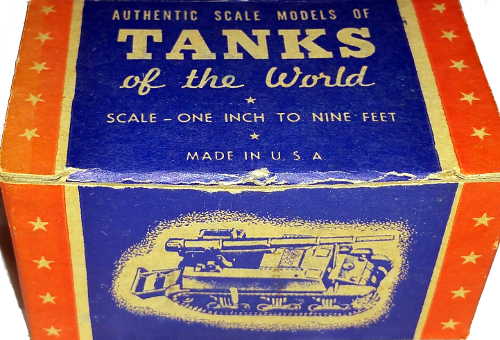 AUTHENTIC SCALE MODELS OF
TANKS
of the World
SCALE - ONE INCH TO NINE FEET
MADE IN U. S. A